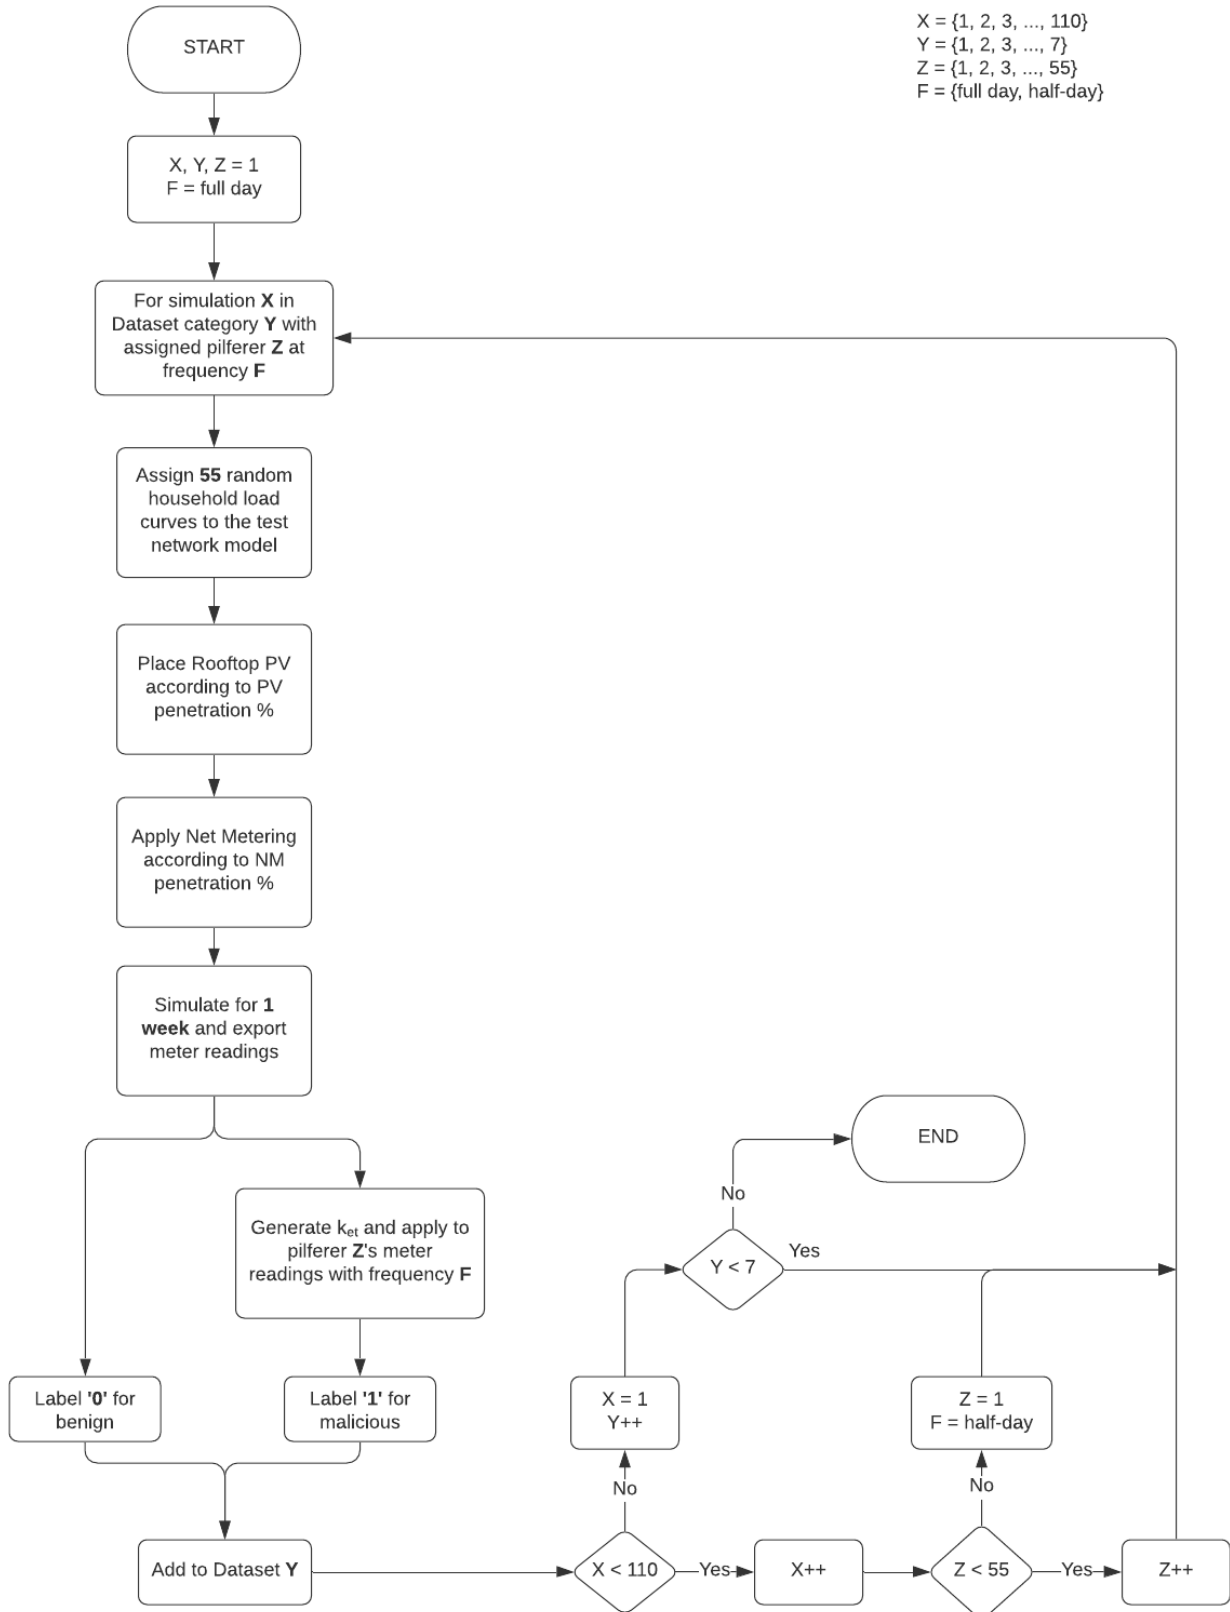 X = {1, 2, 3, ..., 110}
Y = {1, 2, 3, ..., 7}
Z = {1, 2, 3, ..., 55}
F = {full day, half-day}
START
X, Y, Z = 1
F = full day
For simulation X in
Dataset category Y with
assigned pilferer Z at
frequency F
Assign 55 random
household load
curves to the test
network model
Place Rooftop PV
according to PV
penetration %
Apply Net Metering
according to NM
penetration %
Simulate for 1
week and export
meter readings
Generate ket and apply to
pilferer Z's meter
readings with frequency F
Label '0' for
benign
Label '1' for
malicious
Add to Dataset Y
X < 110
No
Yes
X = 1
Y++
Y < 7
No
Yes
END
X++
Z < 55
No
Yes
Z = 1
F = half-day
Z++